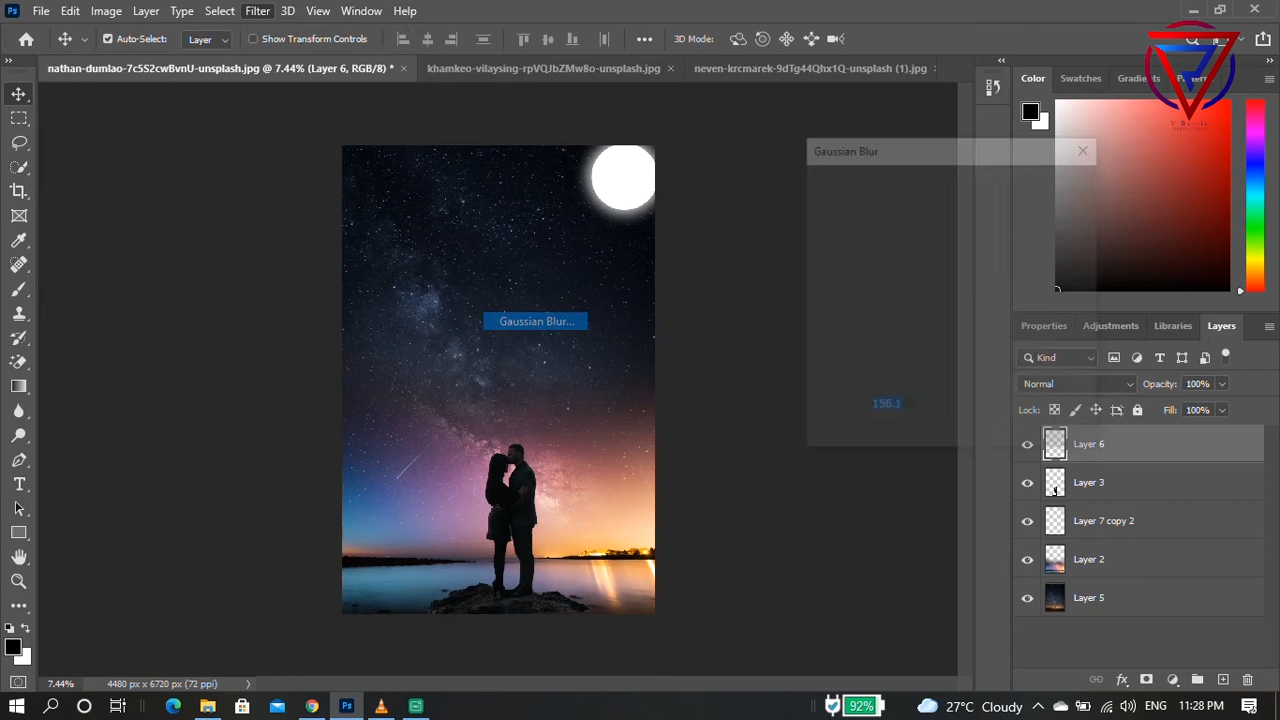 Ps File Edit Image Layer Type Select Filter 3D View Window Help
Auto-Select: Layer Show Transform Controls 3D Mode:
nathan-dumlao-7c5S2cwBvnU-unsplash.jpg @ 7.44% (Layer 6, RGB/8) *
khamkeo-vilaysing-rpVQJbZMw8o-unsplash.jpg
neven-krcmarek-9dTg44Qhx1Q-unsplash (1).jpg
Color Swatches Gradients
Gaussian Blur
Gaussian Blur...
156.1
Properties Adjustments Libraries Layers
Kind
Normal Opacity: 100%
Lock: Fill: 100%
Layer 6
Layer 3
Layer 7 copy 2
Layer 2
Layer 5
7.44% 4480 px x 6720 px (72 ppi)
Ps 92% 27°C Cloudy ENG 11:28 PM